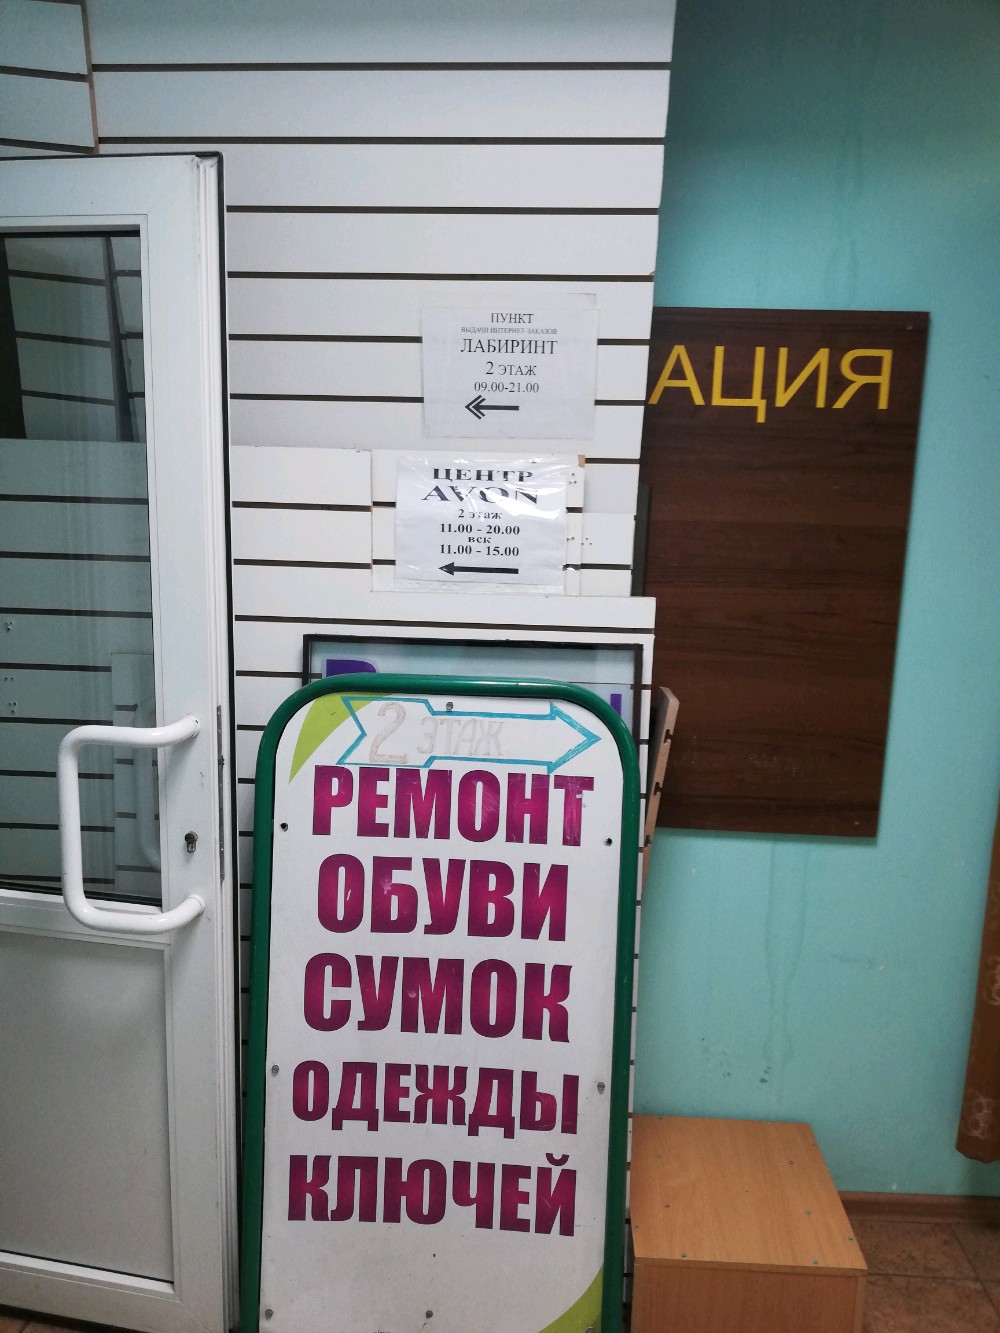 ПУНКТ
ВЫДАЧИ ИНТЕРНЕТ-ЗАКАЗОВ
ЛАБИРИНТ
2 ЭТАЖ
09.00-21.00
АЦИЯ
ЦЕНТР
AVON
2 этаж
11.00 - 20.00
вск
11.00 - 15.00
2 ЭТАЖ
РЕМОНТ
ОБУВИ
СУМОК
ОДЕЖДЫ
КЛЮЧЕЙ